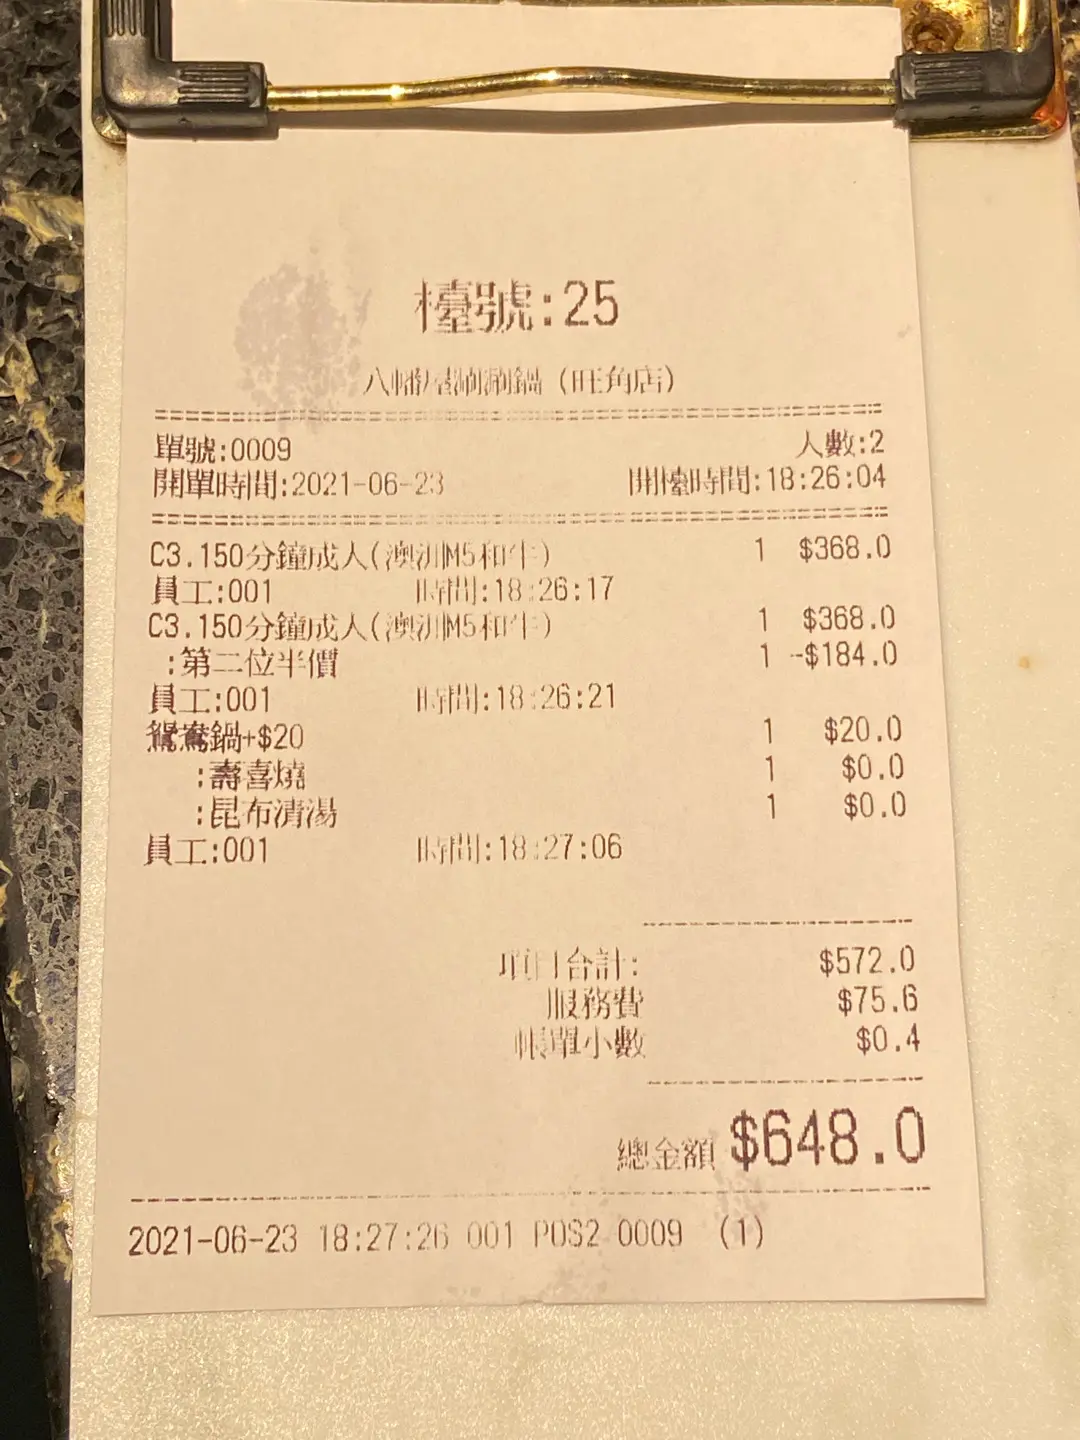 檯號:25
八幡屋涮涮鍋 (旺角店)
單號:0009 人數:2
開單時間:2021-06-23 開檯時間:18:26:04
C3.150分鐘成人(澳洲M5和牛) 1 $368.0
員工:001 時間:18:26:17
C3.150分鐘成人(澳洲M5和牛) 1 $368.0
:第二位半價 1 -$184.0
員工:001 時間:18:26:21
鴛鴦鍋+$20 1 $20.0
:壽喜燒 1 $0.0
:昆布清湯 1 $0.0
員工:001 時間:18:27:06
項目合計: $572.0
服務費 $75.6
帳單小數 $0.4
總金額 $648.0
2021-06-23 18:27:26 001 POS2 0009 (1)